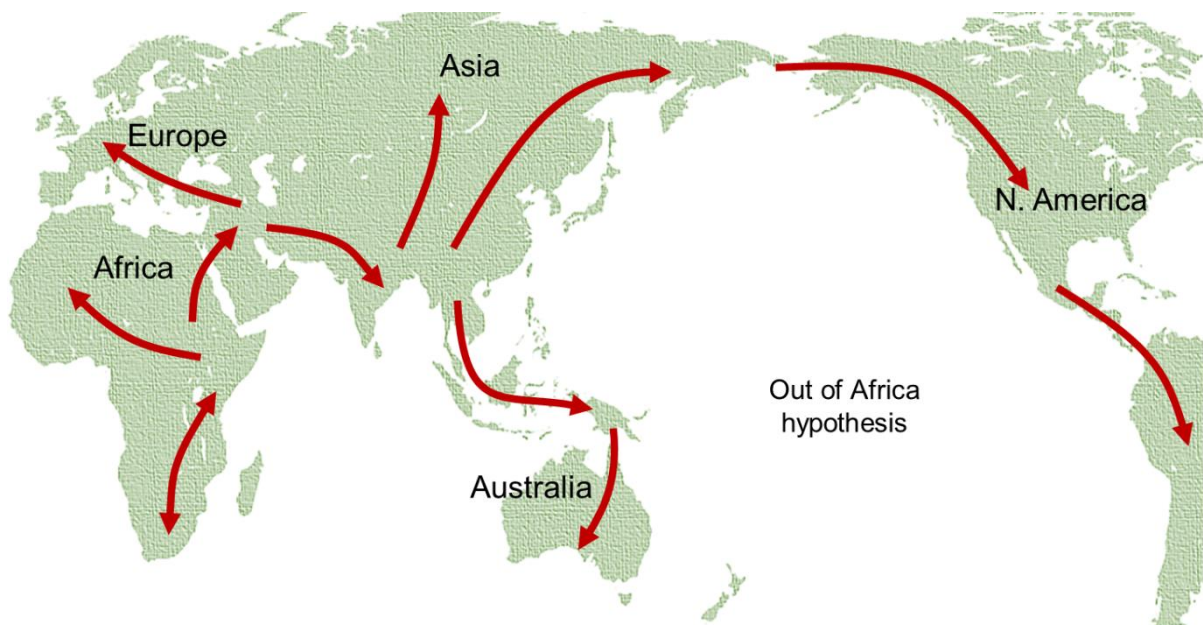 Asia
Europe
N. America
Africa
Out of Africa
hypothesis
Australia